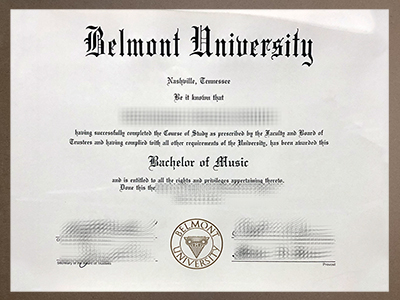 Belmont University
Nashville, Tennessee
Be it known that
having successfully completed the Course of Study as prescribed by the Faculty and Board of
Trustees and having complied with all other requirements of the University, has been awarded this
Bachelor of Music
and is entitled to all the rights and privileges appertaining thereto.
Done this the
BELMONT
UNIVERSITY